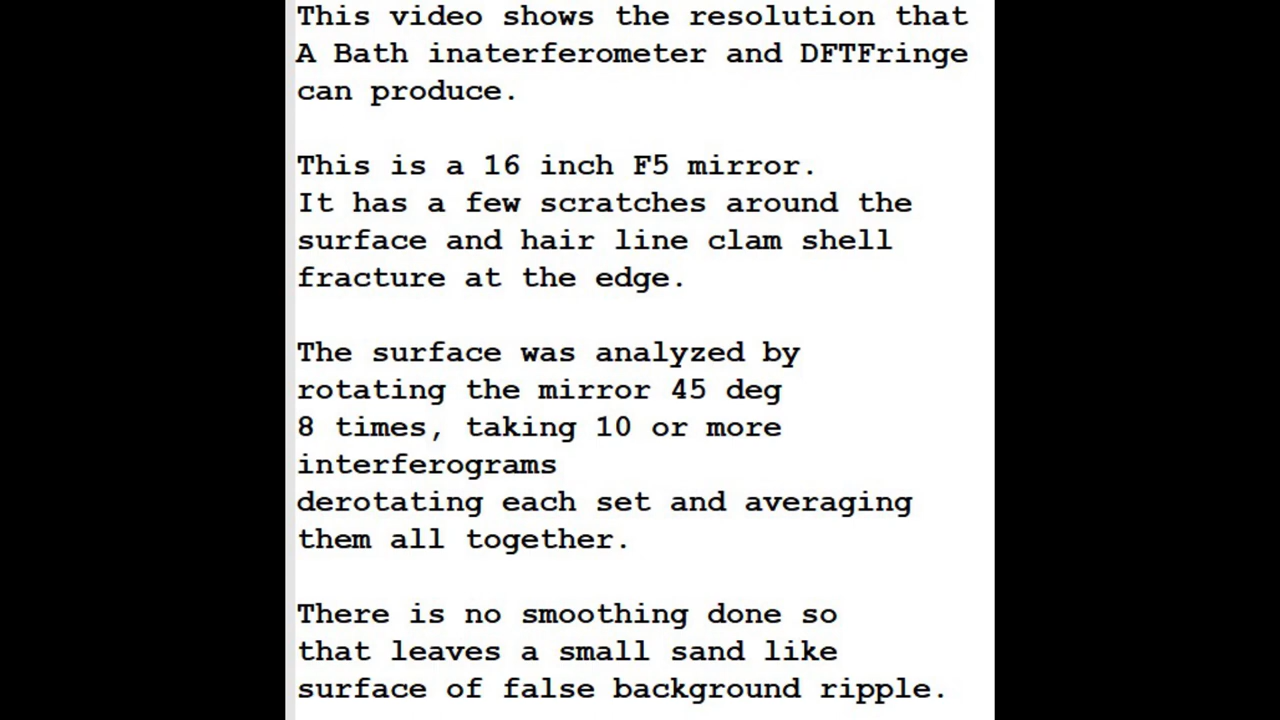 This video shows the resolution that
A Bath inaterferometer and DFTFringe
can produce.
This is a 16 inch F5 mirror.
It has a few scratches around the
surface and hair line clam shell
fracture at the edge.
The surface was analyzed by
rotating the mirror 45 deg
8 times, taking 10 or more
interferograms
derotating each set and averaging
them all together.
There is no smoothing done so
that leaves a small sand like
surface of false background ripple.